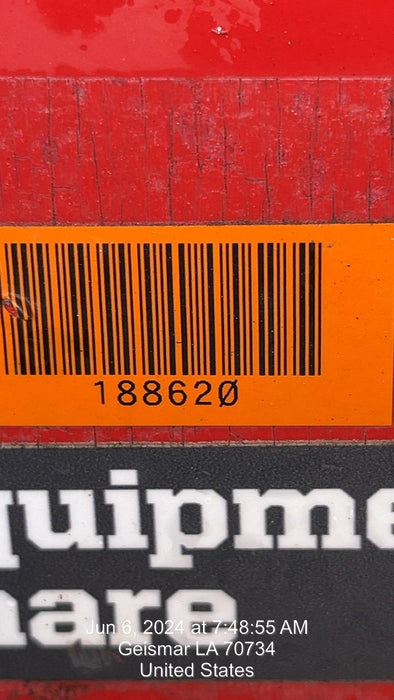 188620
quipme
hare
Jun 6, 2024 at 7:48:55 AM
Geismar LA 70734
United States